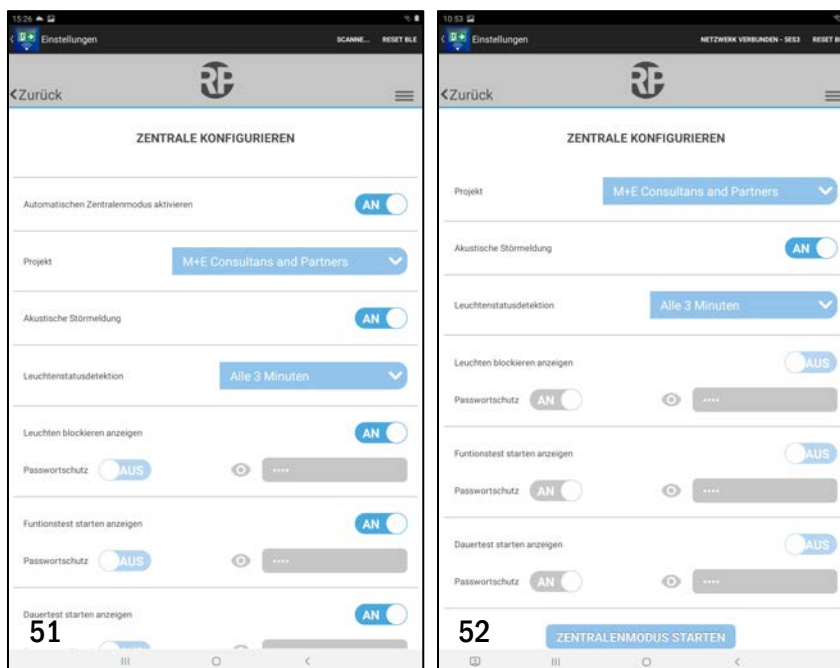 15:26
Einstellungen SCANNE... RESET BLE
RP
<Zurück
ZENTRALE KONFIGURIEREN
Automatischen Zentralenmodus aktivieren AN
Projekt M+E Consultans and Partners
Akustische Störmeldung AN
Leuchtenstatusdetektion Alle 3 Minuten
Leuchten blockieren anzeigen AN
Passwortschutz AUS ····
Funtionstest starten anzeigen AN
Passwortschutz AUS ····
Dauertest starten anzeigen AN
51
10:53
Einstellungen NETZWERK VERBUNDEN - SES3 RESET B
RP
<Zurück
ZENTRALE KONFIGURIEREN
Projekt M+E Consultans and Partners
Akustische Störmeldung AN
Leuchtenstatusdetektion Alle 3 Minuten
Leuchten blockieren anzeigen AUS
Passwortschutz AN ····
Funtionstest starten anzeigen AUS
Passwortschutz AN ····
Dauertest starten anzeigen AUS
Passwortschutz AN ····
52
ZENTRALENMODUS STARTEN